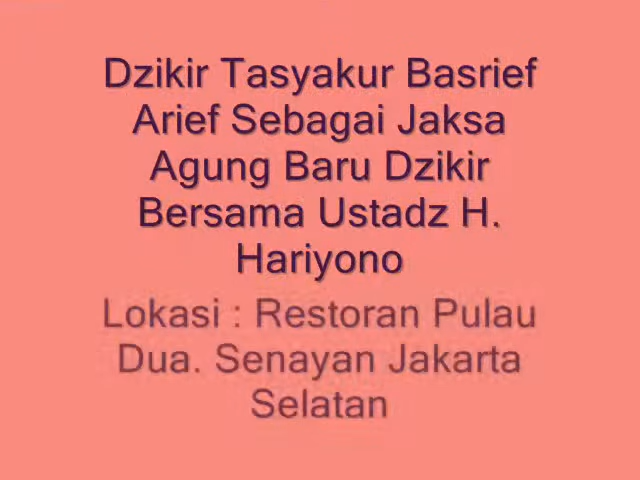 Dzikir Tasyakur Basrief
Arief Sebagai Jaksa
Agung Baru Dzikir
Bersama Ustadz H.
Hariyono
Lokasi : Restoran Pulau
Dua. Senayan Jakarta
Selatan